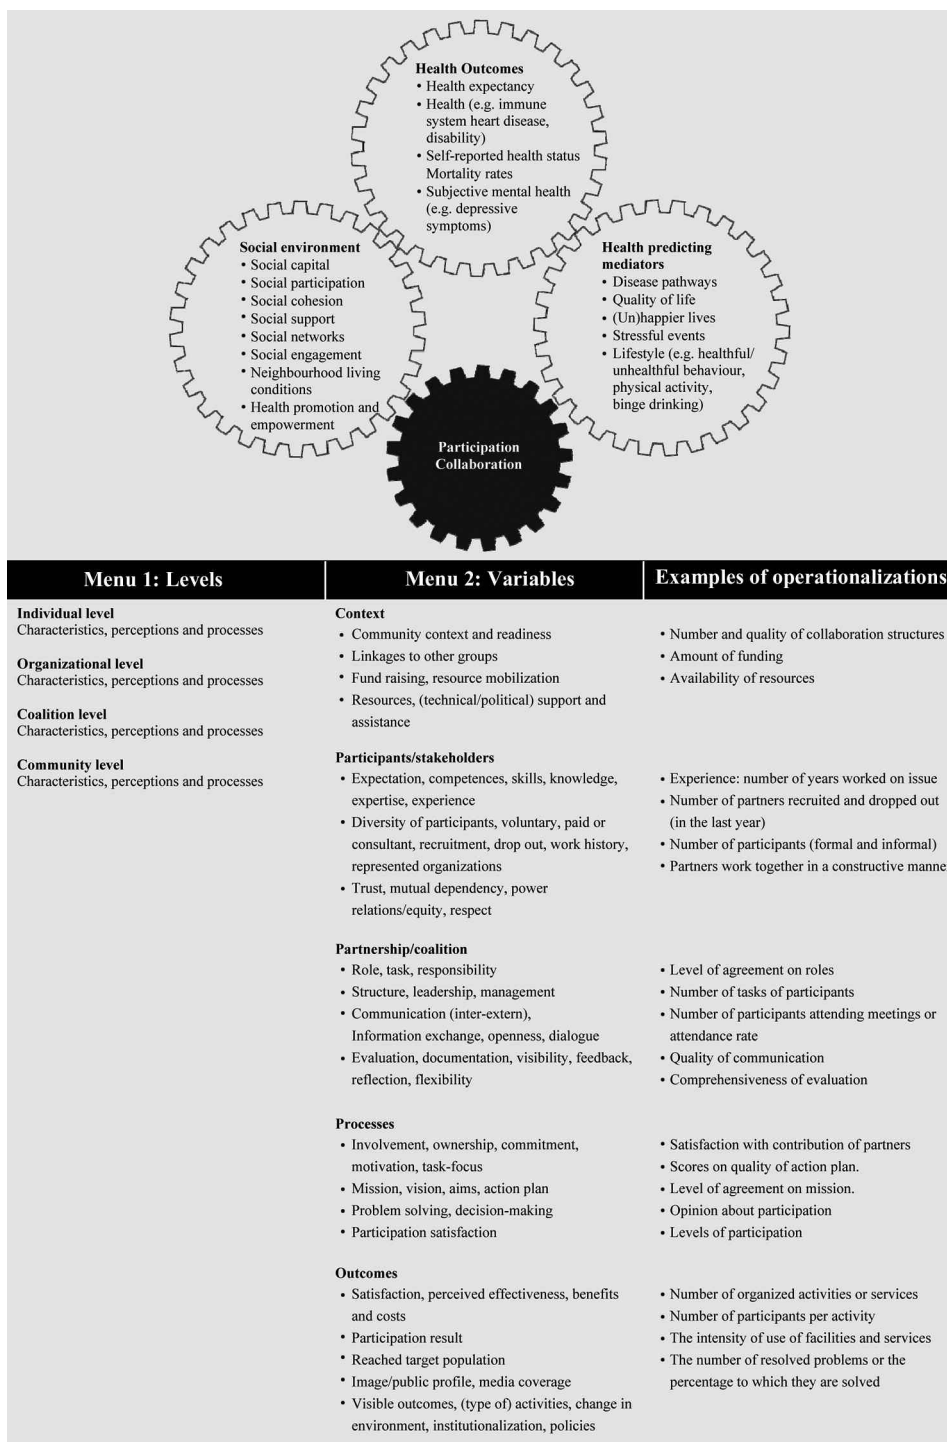 Health Outcomes
• Health expectancy
• Health (e.g. immune
system heart disease,
disability)
• Self-reported health status
Mortality rates
• Subjective mental health
(e.g. depressive
symptoms)
Social environment
• Social capital
• Social participation
• Social cohesion
• Social support
• Social networks
• Social engagement
• Neighbourhood living
conditions
• Health promotion and
empowerment
Health predicting
mediators
• Disease pathways
• Quality of life
• (Un)happier lives
• Stressful events
• Lifestyle (e.g. healthful/
unhealthful behaviour,
physical activity,
binge drinking)
Participation
Collaboration
Menu 1: Levels
Individual level
Characteristics, perceptions and processes
Organizational level
Characteristics, perceptions and processes
Coalition level
Characteristics, perceptions and processes
Community level
Characteristics, perceptions and processes
Menu 2: Variables
Context
• Community context and readiness
• Linkages to other groups
• Fund raising, resource mobilization
• Resources, (technical/political) support and
assistance
Participants/stakeholders
• Expectation, competences, skills, knowledge,
expertise, experience
• Diversity of participants, voluntary, paid or
consultant, recruitment, drop out, work history,
represented organizations
• Trust, mutual dependency, power
relations/equity, respect
Partnership/coalition
• Role, task, responsibility
• Structure, leadership, management
• Communication (inter-extern),
Information exchange, openness, dialogue
• Evaluation, documentation, visibility, feedback,
reflection, flexibility
Processes
• Involvement, ownership, commitment,
motivation, task-focus
• Mission, vision, aims, action plan
• Problem solving, decision-making
• Participation satisfaction
Outcomes
• Satisfaction, perceived effectiveness, benefits
and costs
• Participation result
• Reached target population
• Image/public profile, media coverage
• Visible outcomes, (type of) activities, change in
environment, institutionalization, policies
Examples of operationalizations
• Number and quality of collaboration structures
• Amount of funding
• Availability of resources
• Experience: number of years worked on issue
• Number of partners recruited and dropped out
(in the last year)
• Number of participants (formal and informal)
• Partners work together in a constructive manne
• Level of agreement on roles
• Number of tasks of participants
• Number of participants attending meetings or
attendance rate
• Quality of communication
• Comprehensiveness of evaluation
• Satisfaction with contribution of partners
• Scores on quality of action plan.
• Level of agreement on mission.
• Opinion about participation
• Levels of participation
• Number of organized activities or services
• Number of participants per activity
• The intensity of use of facilities and services
• The number of resolved problems or the
percentage to which they are solved